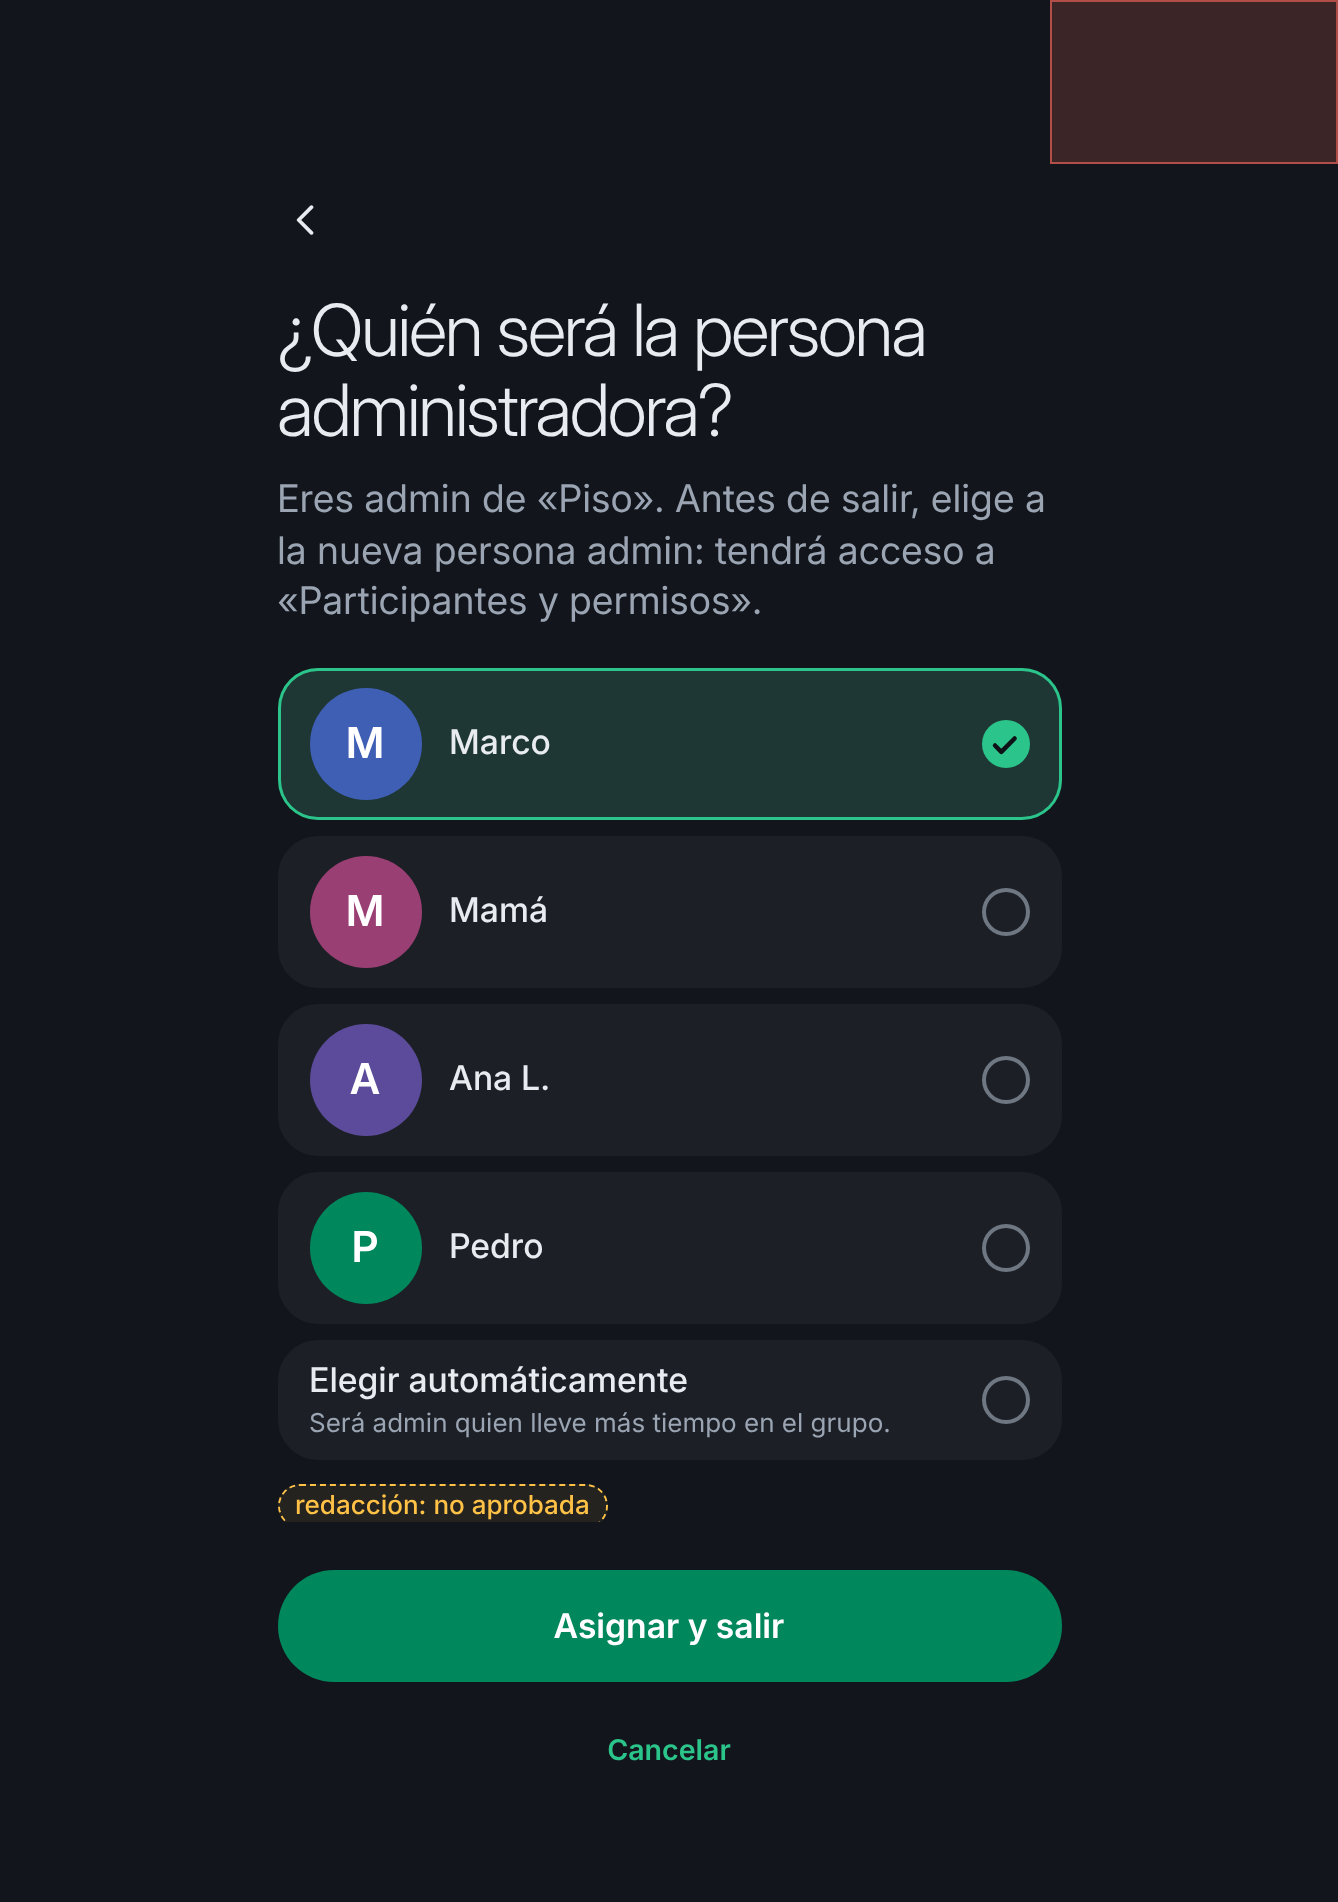 ¿Quién será la persona
administradora?
Eres admin de «Piso». Antes de salir, elige a
la nueva persona admin: tendrá acceso a
«Participantes y permisos».
M Marco
M Mamá
A Ana L.
P Pedro
Elegir automáticamente
Será admin quien lleve más tiempo en el grupo.
redacción: no aprobada
Asignar y salir
Cancelar